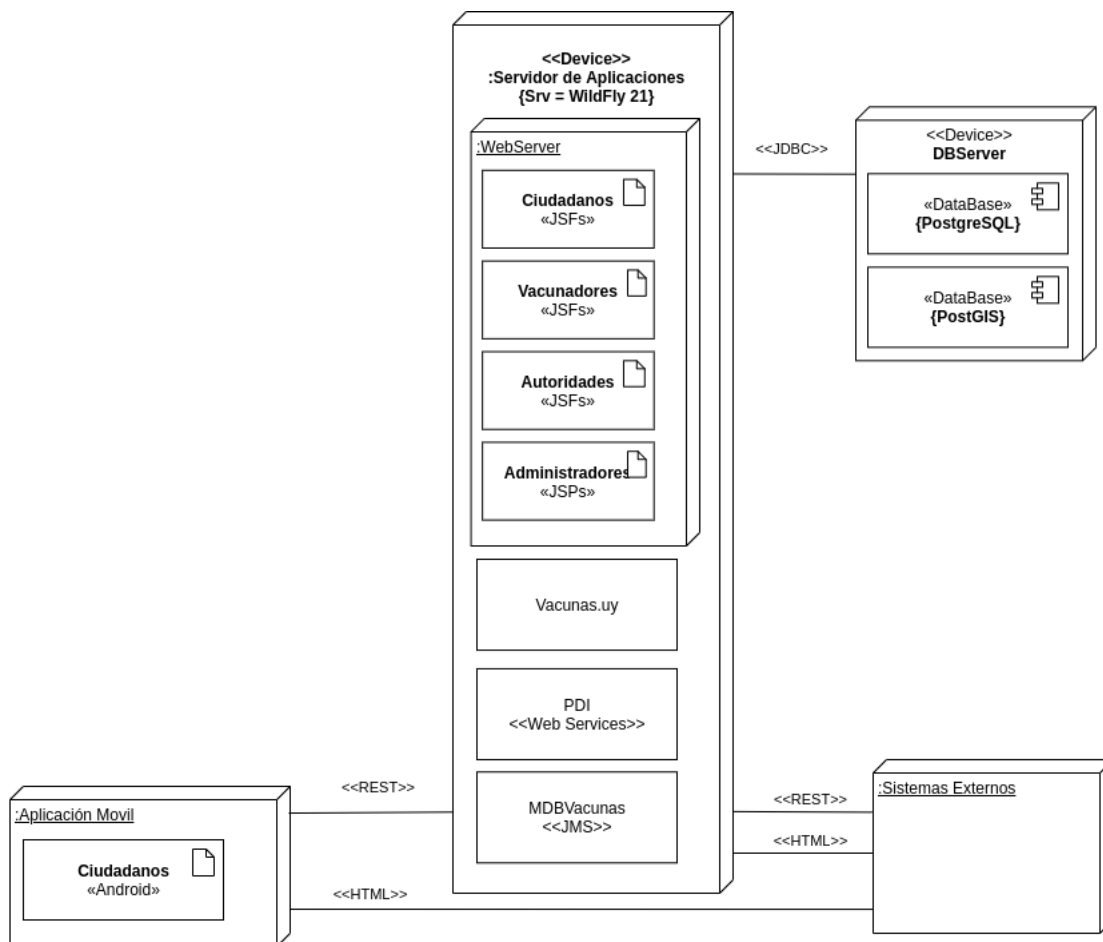 <<Device>>
:Servidor de Aplicaciones
{Srv = WildFly 21}
:WebServer
Ciudadanos
«JSFs»
Vacunadores
«JSFs»
Autoridades
«JSFs»
Administradores
«JSPs»
Vacunas.uy
PDI
<<Web Services>>
MDBVacunas
<<JMS>>
<<JDBC>>
<<Device>>
DBServer
«DataBase»
{PostgreSQL}
«DataBase»
{PostGIS}
:Aplicación Movil
Ciudadanos
«Android»
<<REST>>
<<HTML>>
<<REST>>
<<HTML>>
:Sistemas Externos